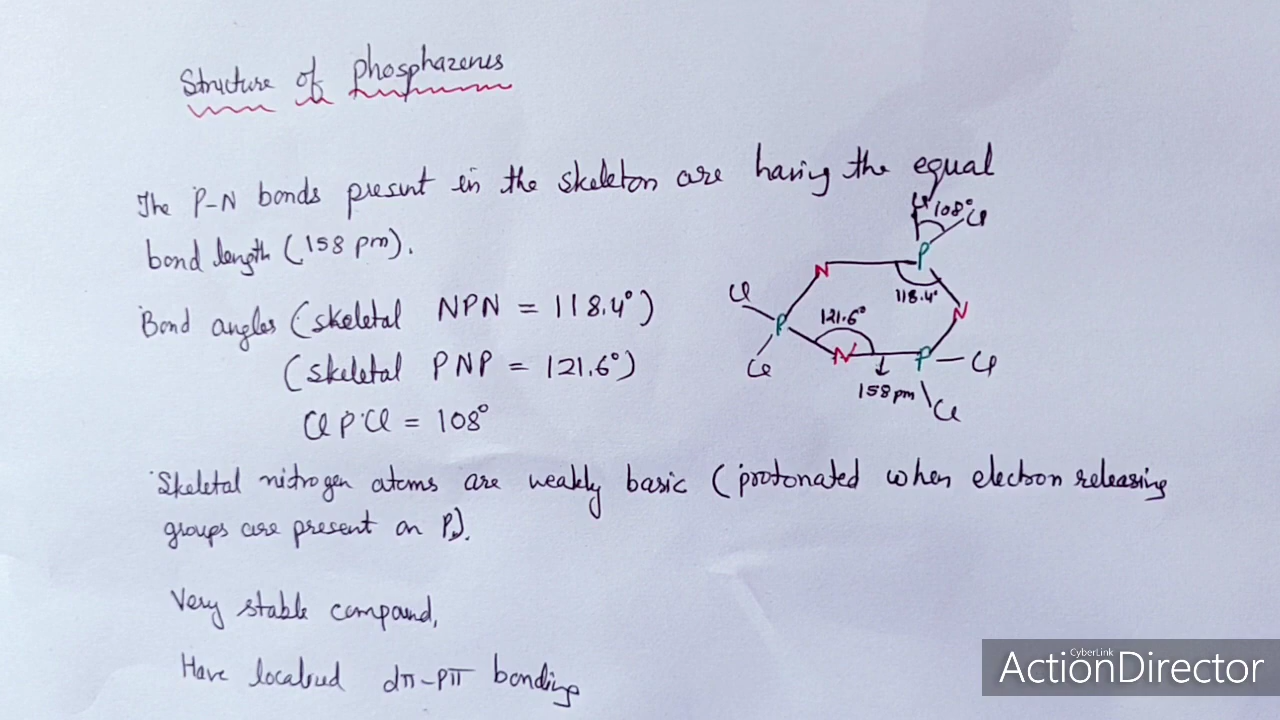 Structure of phosphazenes
The P-N bonds present in the skeleton are having the equal
bond length (158 pm).
Bond angles (skeletal NPN = 118.4°)
(skeletal PNP = 121.6°)
Cl P Cl = 108°
Cl 108° Cl
N P
118.4°
Cl 121.6° N
P
N P Cl
Cl 158 pm Cl
Skeletal nitrogen atoms are weakly basic (protonated when electron releasing
groups are present on P).
Very stable compound,
Have localised dπ-pπ bonding
CyberLink
ActionDirector